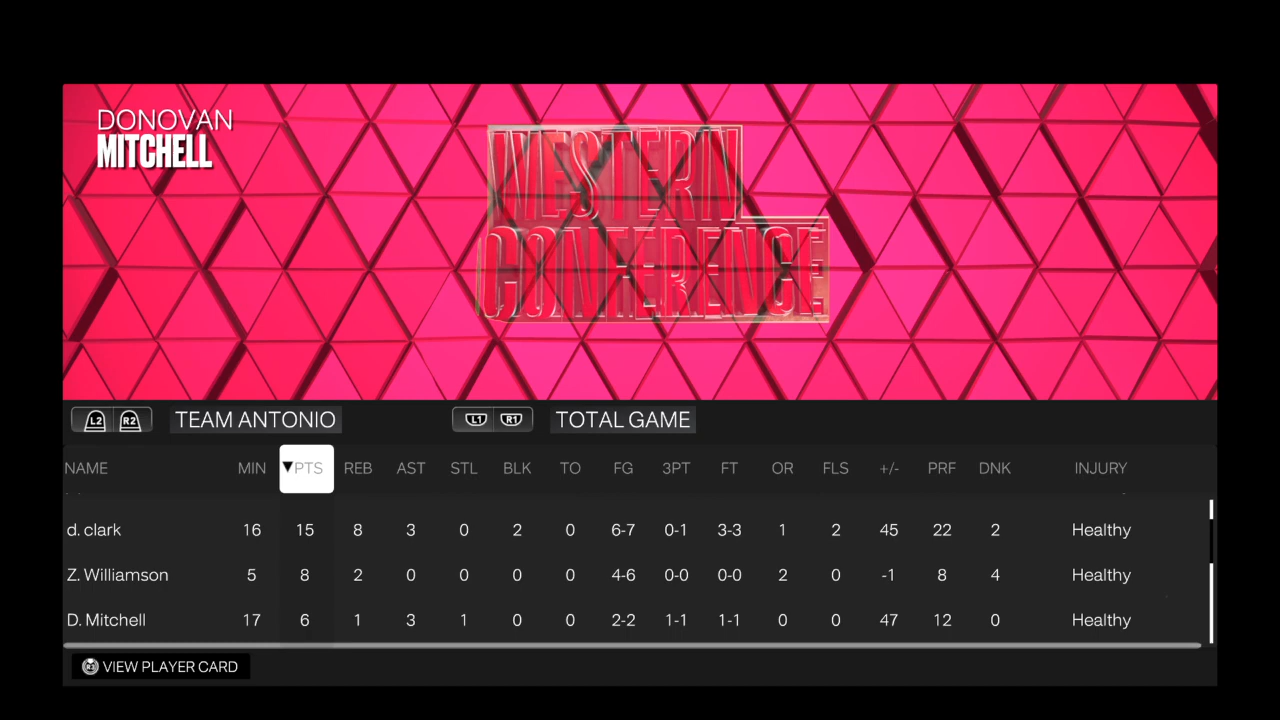 DONOVAN
MITCHELL
WESTERN
CONFERENCE
L2 R2 TEAM ANTONIO L1 R1 TOTAL GAME
NAME MIN PTS REB AST STL BLK TO FG 3PT FT OR FLS +/- PRF DNK INJURY
d. clark 16 15 8 3 0 2 0 6-7 0-1 3-3 1 2 45 22 2 Healthy
Z. Williamson 5 8 2 0 0 0 0 4-6 0-0 0-0 2 0 -1 8 4 Healthy
D. Mitchell 17 6 1 3 1 0 0 2-2 1-1 1-1 0 0 47 12 0 Healthy
R3 VIEW PLAYER CARD